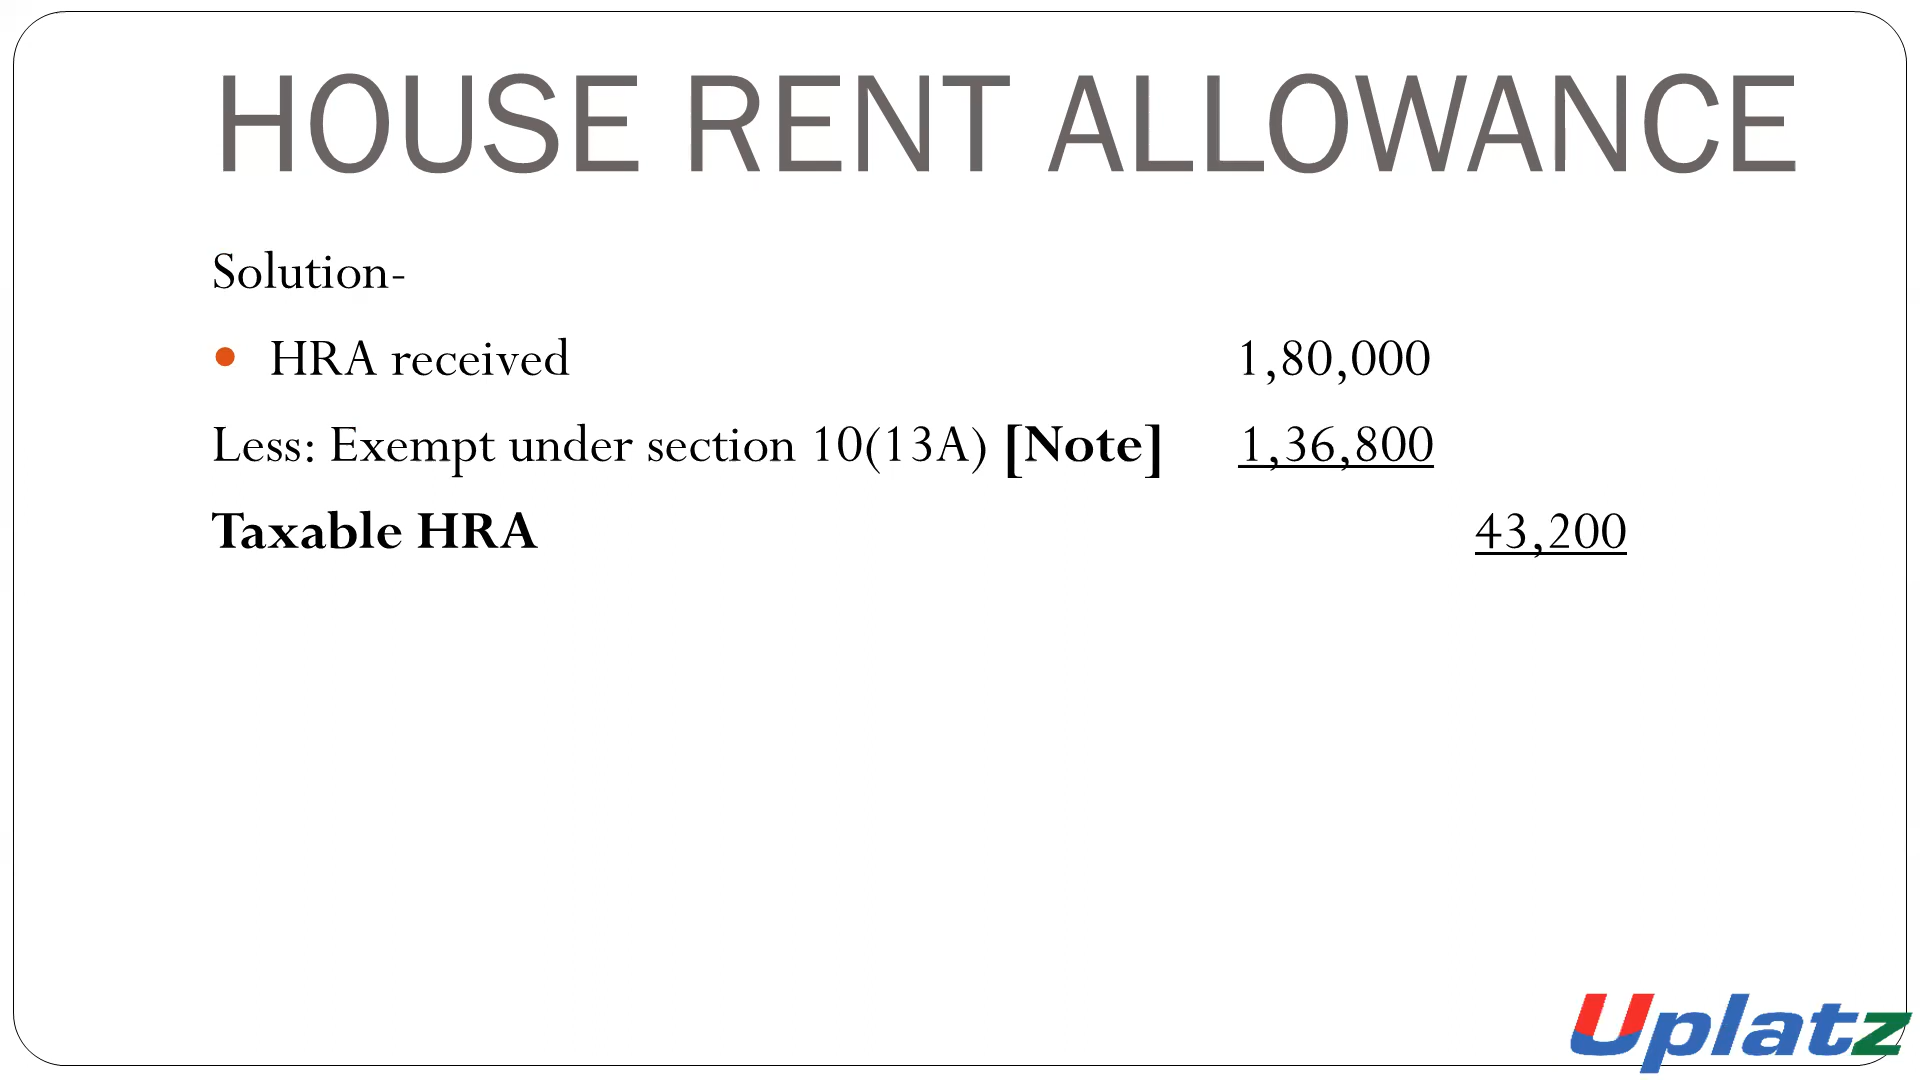 HOUSE RENT ALLOWANCE
Solution-
• HRA received 1,80,000
Less: Exempt under section 10(13A) [Note] 1,36,800
Taxable HRA 43,200
Uplatz